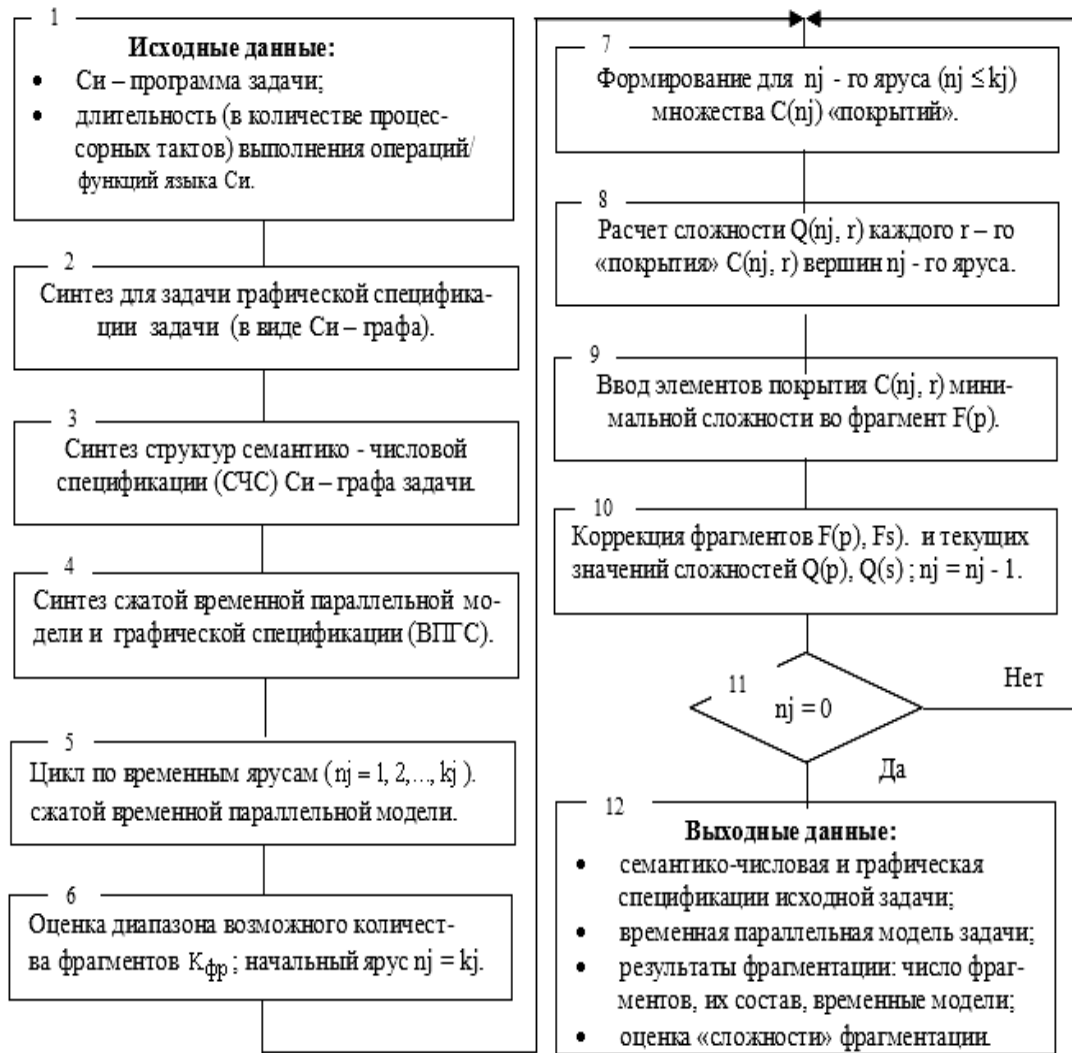 1
Исходные данные:
• Си – программа задачи;
• длительность (в количестве процес-
сорных тактов) выполнения операций/
функций языка Си.
2
Синтез для задачи графической специфика-
ции задачи (в виде Си – графа).
3
Синтез структур семантико - числовой
спецификации (СЧС) Си – графа задачи.
4
Синтез сжатой временной параллельной мо-
дели и графической спецификации (ВПГС).
5
Цикл по временным ярусам ( nj = 1, 2,..., kj ).
сжатой временной параллельной модели.
6
Оценка диапазона возможного количест-
ва фрагментов Kфр ; начальный ярус nj = kj.
7
Формирование для nj - го яруса (nj ≤ kj)
множества C(nj) «покрытий».
8
Расчет сложности Q(nj, r) каждого r – го
«покрытия» C(nj, r) вершин nj - го яруса.
9
Ввод элементов покрытия C(nj, r) мини-
мальной сложности во фрагмент F(p).
10
Коррекция фрагментов F(p), Fs). и текущих
значений сложностей Q(p), Q(s) ; nj = nj - 1.
11
nj = 0
Нет
Да
12
Выходные данные:
• семантико-числовая и графическая
спецификации исходной задачи;
• временная параллельная модель задачи;
• результаты фрагментации: число фраг-
ментов, их состав, временные модели;
• оценка «сложности» фрагментации.